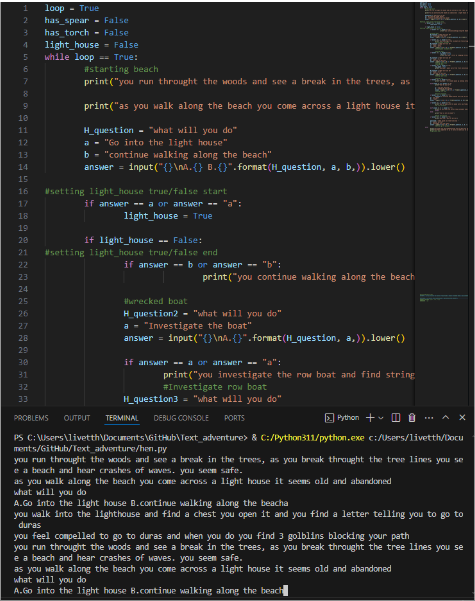 1 loop = True
2 has_spear = False
3 has_torch = False
4 light_house = False
5 while loop == True:
6 #starting beach
7 print("you run throught the woods and see a break in the trees, as
8
9 print("as you walk along the beach you come across a light house it
10
11 H_question = "what will you do"
12 a = "Go into the light house"
13 b = "continue walking along the beach"
14 answer = input("{}\nA.{} B.{}".format(H_question, a, b,)).lower()
15
16 #setting light_house true/false start
17 if answer == a or answer == "a":
18 light_house = True
19
20 if light_house == False:
21 #setting light_house true/false end
22 if answer == b or answer == "b":
23 print("you continue walking along the beach
24
25 #wrecked boat
26 H_question2 = "what will you do"
27 a = "Investigate the boat"
28 answer = input("{}\nA.{}".format(H_question, a,)).lower()
29
30 if answer == a or answer == "a":
31 print("you investigate the row boat and find string
32 #Investigate row boat
33 H_question3 = "what will you do"
PROBLEMS OUTPUT TERMINAL DEBUG CONSOLE PORTS Python
PS C:\Users\livetth\Documents\GitHub\Text_adventure> & C:/Python311/python.exe c:/Users/livetth/Docu
ments/GitHub/Text_adventure/hen.py
you run throught the woods and see a break in the trees, as you break throught the tree lines you se
e a beach and hear crashes of waves. you seem safe.
as you walk along the beach you come across a light house it seems old and abandoned
what will you do
A.Go into the light house B.continue walking along the beacha
you walk into the lighthouse and find a chest you open it and you find a letter telling you to go to
duras
you feel compelled to go to duras and when you do you find 3 golblins blocking your path
you run throught the woods and see a break in the trees, as you break throught the tree lines you se
e a beach and hear crashes of waves. you seem safe.
as you walk along the beach you come across a light house it seems old and abandoned
what will you do
A.Go into the light house B.continue walking along the beach